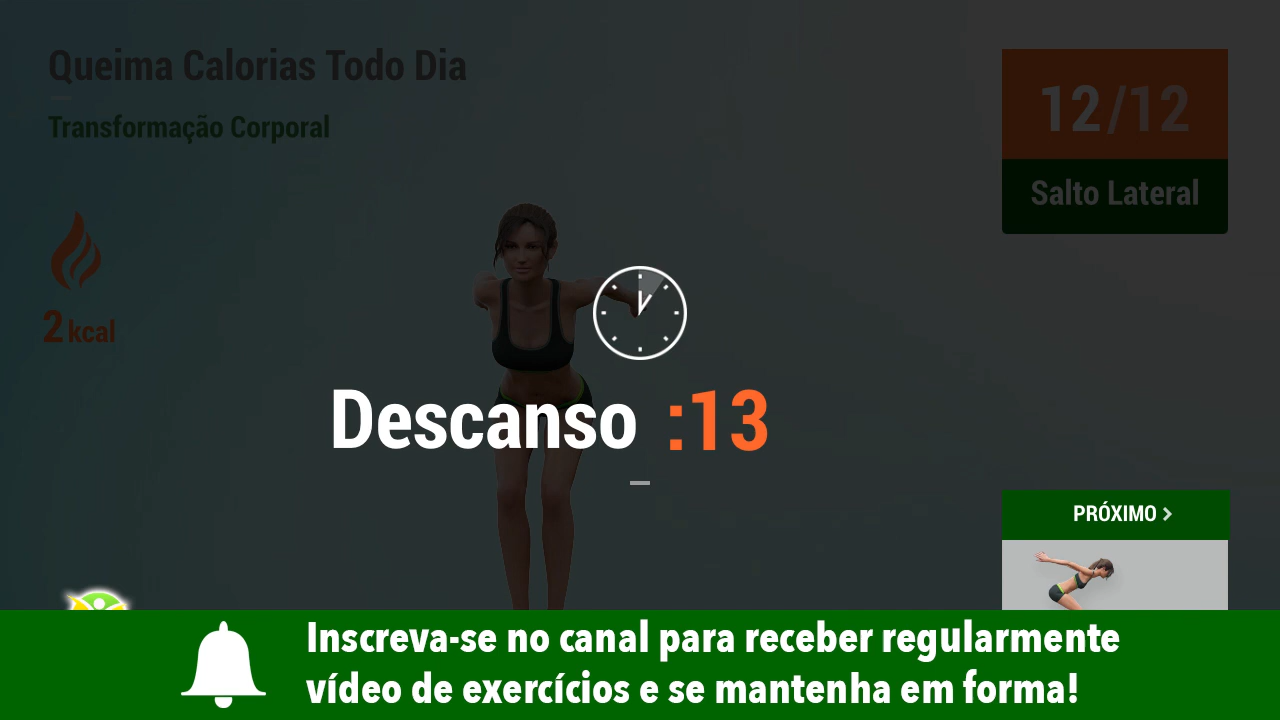 Queima Calorias Todo Dia
Transformação Corporal
12/12
Salto Lateral
2 kcal
Descanso :13
PRÓXIMO >
Inscreva-se no canal para receber regularmente
vídeo de exercícios e se mantenha em forma!